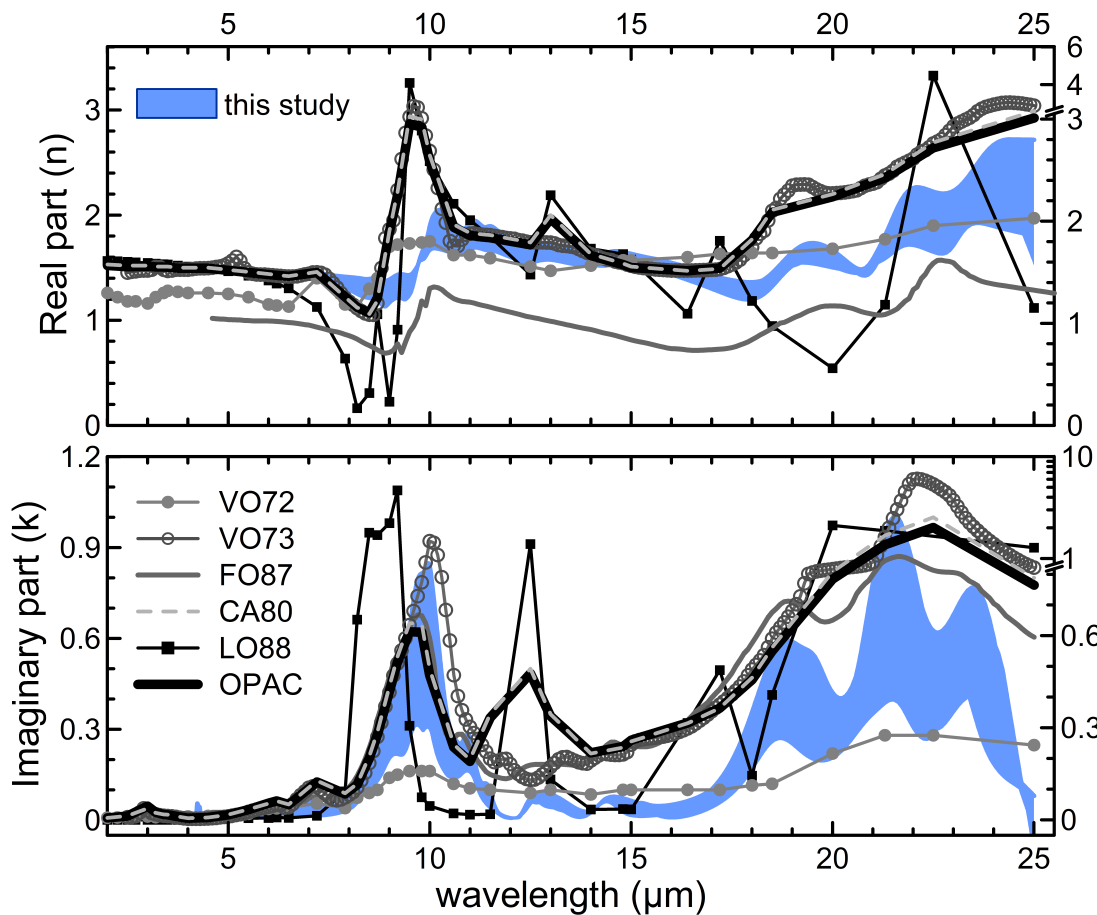 5 10 15 20 25
Real part (n)
this study
3
2
1
0
6
4
3
2
1
0
Imaginary part (k)
1.2
0.9
0.6
0.3
0
VO72
VO73
FO87
CA80
LO88
OPAC
10
1
0.6
0.3
0
5 10 15 20 25
wavelength (µm)